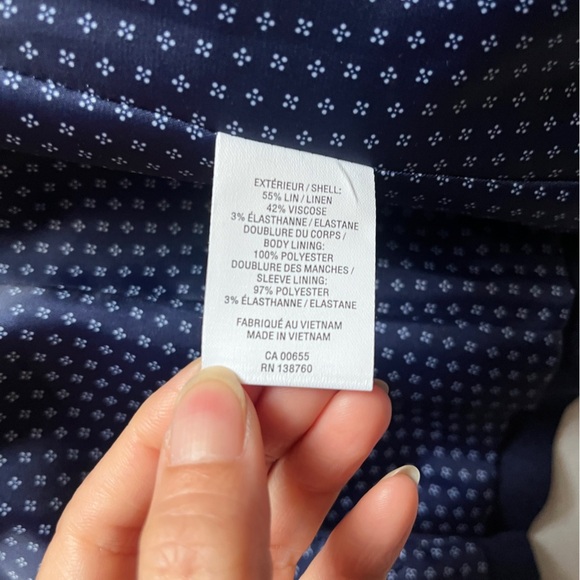 EXTÉRIEUR / SHELL:
55% LIN / LINEN
42% VISCOSE
3% ÉLASTHANNE / ELASTANE
DOUBLURE DU CORPS /
BODY LINING:
100% POLYESTER
DOUBLURE DES MANCHES /
SLEEVE LINING:
97% POLYESTER
3% ÉLASTHANNE / ELASTANE
FABRIQUÉ AU VIETNAM
MADE IN VIETNAM
CA 00655
RN 138760